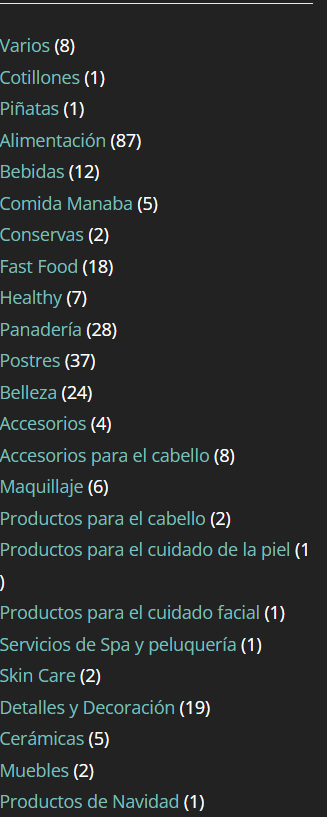 Varios (8)
Cotillones (1)
Piñatas (1)
Alimentación (87)
Bebidas (12)
Comida Manaba (5)
Conservas (2)
Fast Food (18)
Healthy (7)
Panadería (28)
Postres (37)
Belleza (24)
Accesorios (4)
Accesorios para el cabello (8)
Maquillaje (6)
Productos para el cabello (2)
Productos para el cuidado de la piel (1
)
Productos para el cuidado facial (1)
Servicios de Spa y peluquería (1)
Skin Care (2)
Detalles y Decoración (19)
Cerámicas (5)
Muebles (2)
Productos de Navidad (1)